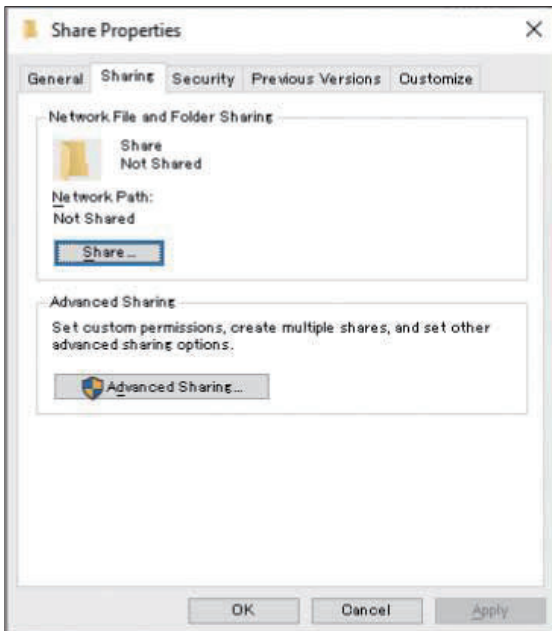 Share Properties
General Sharing Security Previous Versions Customize
Network File and Folder Sharing
Share
Not Shared
Network Path:
Not Shared
Share...
Advanced Sharing
Set custom permissions, create multiple shares, and set other
advanced sharing options.
Advanced Sharing...
OK Cancel Apply